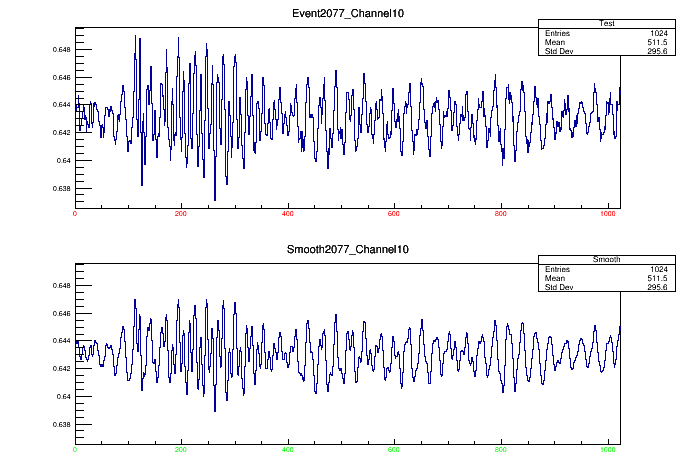 Event2077_Channel10
Test
Entries 1024
Mean 511.5
Std Dev 295.6
0.648
0.646
0.644
0.642
0.64
0.638
0 200 400 600 800 1000
Smooth2077_Channel10
Smooth
Entries 1024
Mean 511.5
Std Dev 295.6
0.648
0.646
0.644
0.642
0.64
0.638
0 200 400 600 800 1000